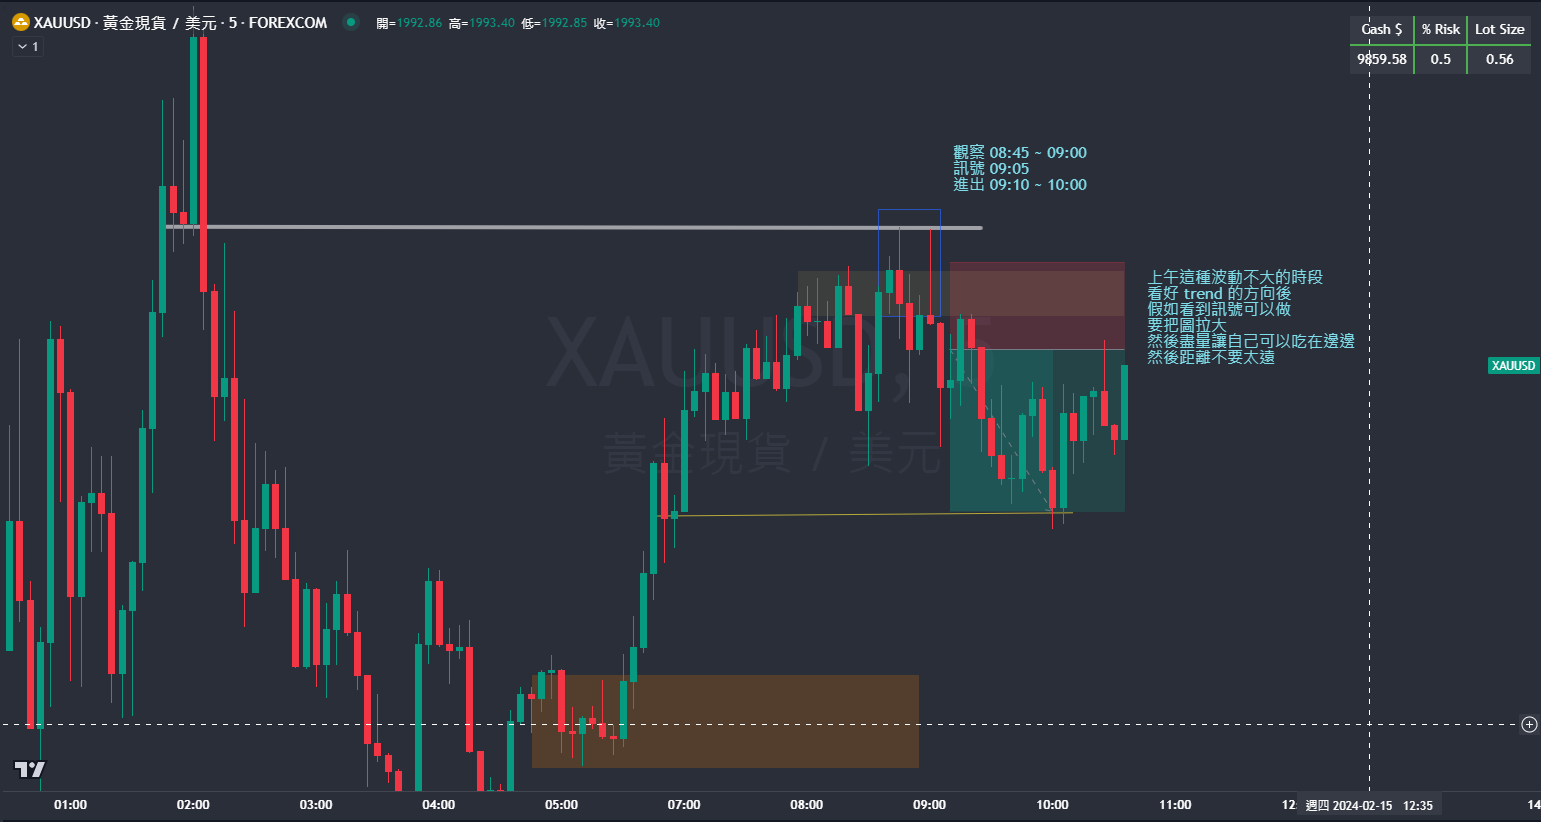 XAUUSD · 黃金現貨 / 美元 · 5 · FOREXCOM 開=1992.86 高=1993.40 低=1992.85 收=1993.40
1
Cash $ % Risk Lot Size
9859.58 0.5 0.56
觀察 08:45 ~ 09:00
訊號 09:05
進出 09:10 ~ 10:00
上午這種波動不大的時段
看好 trend 的方向後
假如看到訊號可以做
要把圖拉大
然後盡量讓自己可以吃在邊邊
然後距離不要太遠
XAUUSD, 5
黃金現貨 / 美元
XAUUSD
01:00 02:00 03:00 04:00 05:00 07:00 08:00 09:00 10:00 11:00 12: 週四 2024-02-15 12:35 14